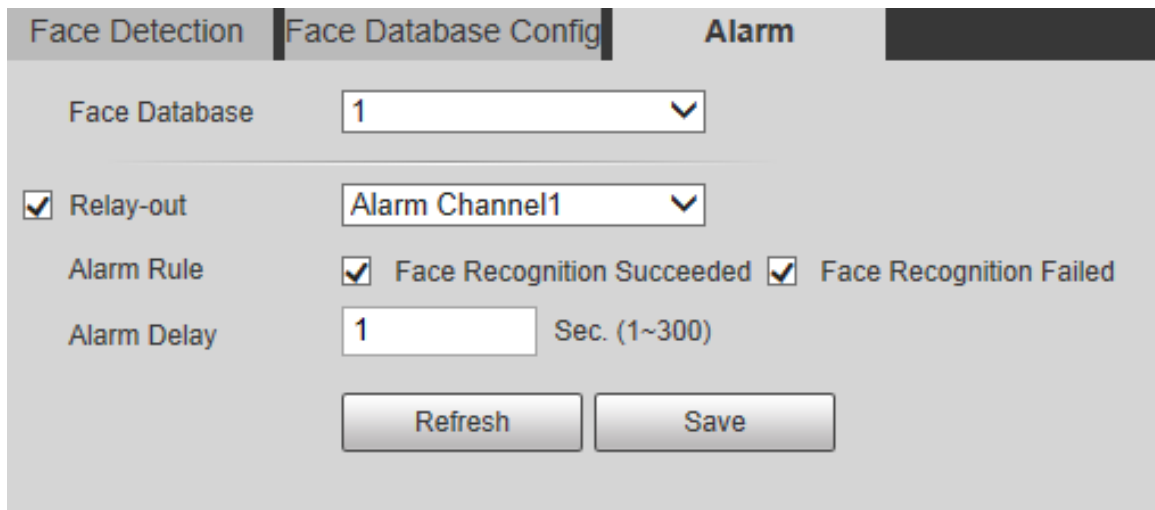 Face Detection Face Database Config Alarm
Face Database 1
Relay-out Alarm Channel1
Alarm Rule Face Recognition Succeeded Face Recognition Failed
Alarm Delay 1 Sec. (1~300)
Refresh Save